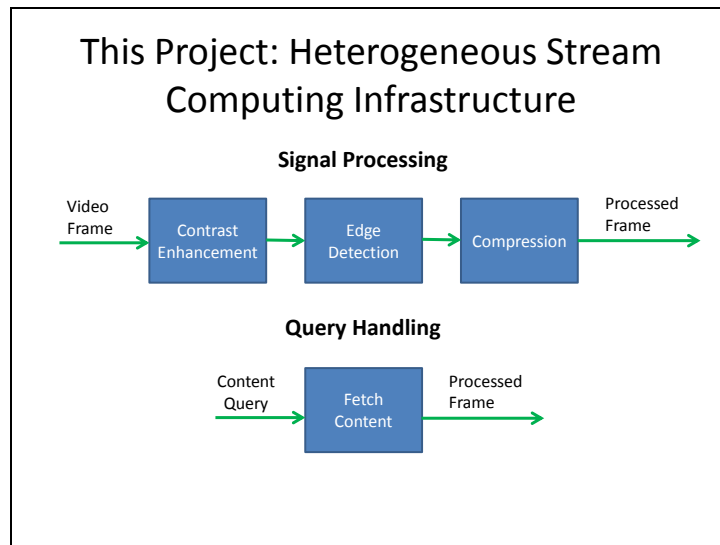 This Project: Heterogeneous Stream
Computing Infrastructure
Signal Processing
Video
Frame
Contrast
Enhancement
Edge
Detection
Compression
Processed
Frame
Query Handling
Content
Query
Fetch
Content
Processed
Frame